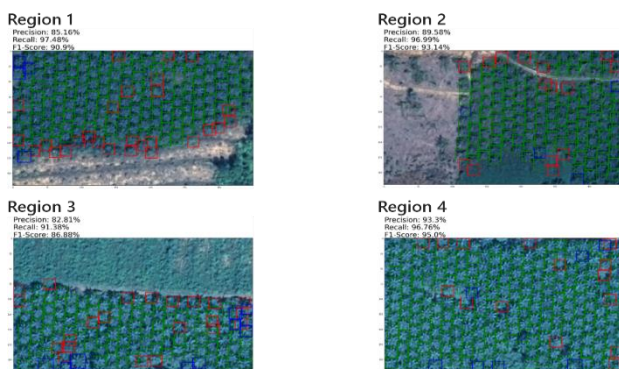 Region 1
Precision: 85.16%
Recall: 97.48%
F1-Score: 90.9%
Region 2
Precision: 89.58%
Recall: 96.99%
F1-Score: 93.14%
Region 3
Precision: 82.81%
Recall: 91.38%
F1-Score: 86.88%
Region 4
Precision: 93.3%
Recall: 96.76%
F1-Score: 95.0%